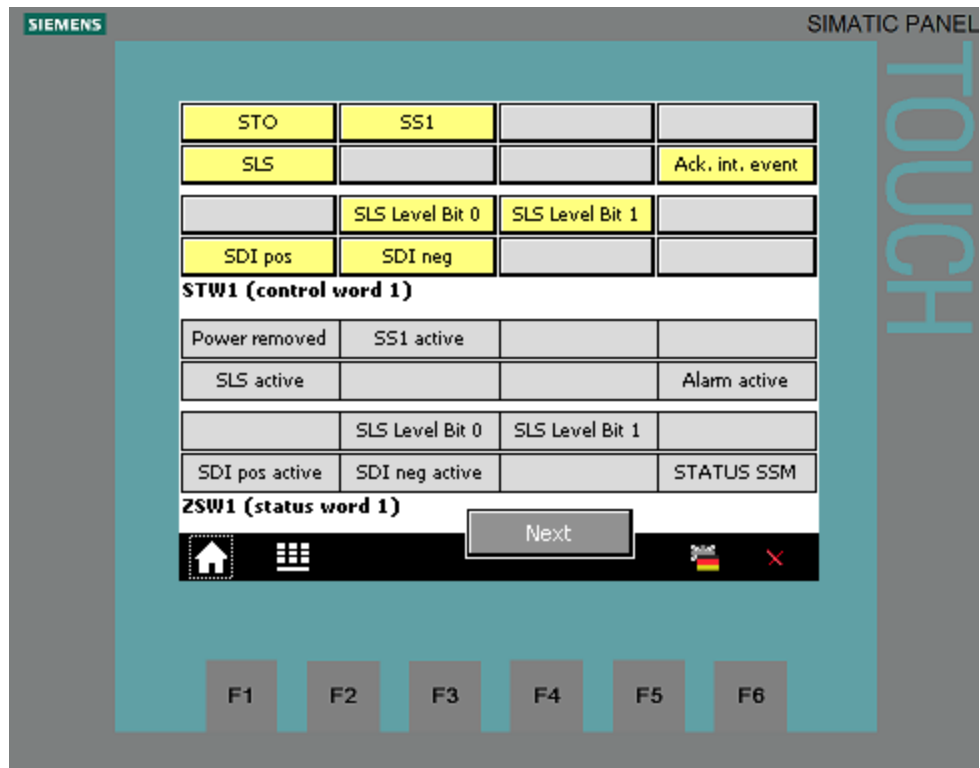 SIEMENS
SIMATIC PANEL
TOUCH
STO SS1
SLS Ack. int. event
SLS Level Bit 0 SLS Level Bit 1
SDI pos SDI neg
STW1 (control word 1)
Power removed SS1 active
SLS active Alarm active
SLS Level Bit 0 SLS Level Bit 1
SDI pos active SDI neg active STATUS SSM
ZSW1 (status word 1)
Next
F1 F2 F3 F4 F5 F6